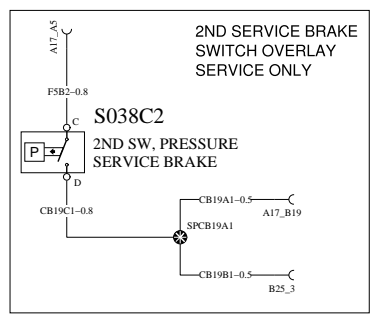 2ND SERVICE BRAKE
SWITCH OVERLAY
SERVICE ONLY
A17_A5
F5B2-0.8
C
S038C2
2ND SW, PRESSURE
SERVICE BRAKE
P
D
CB19C1-0.8
CB19A1-0.5
A17_B19
SPCB19A1
CB19B1-0.5
B25_3